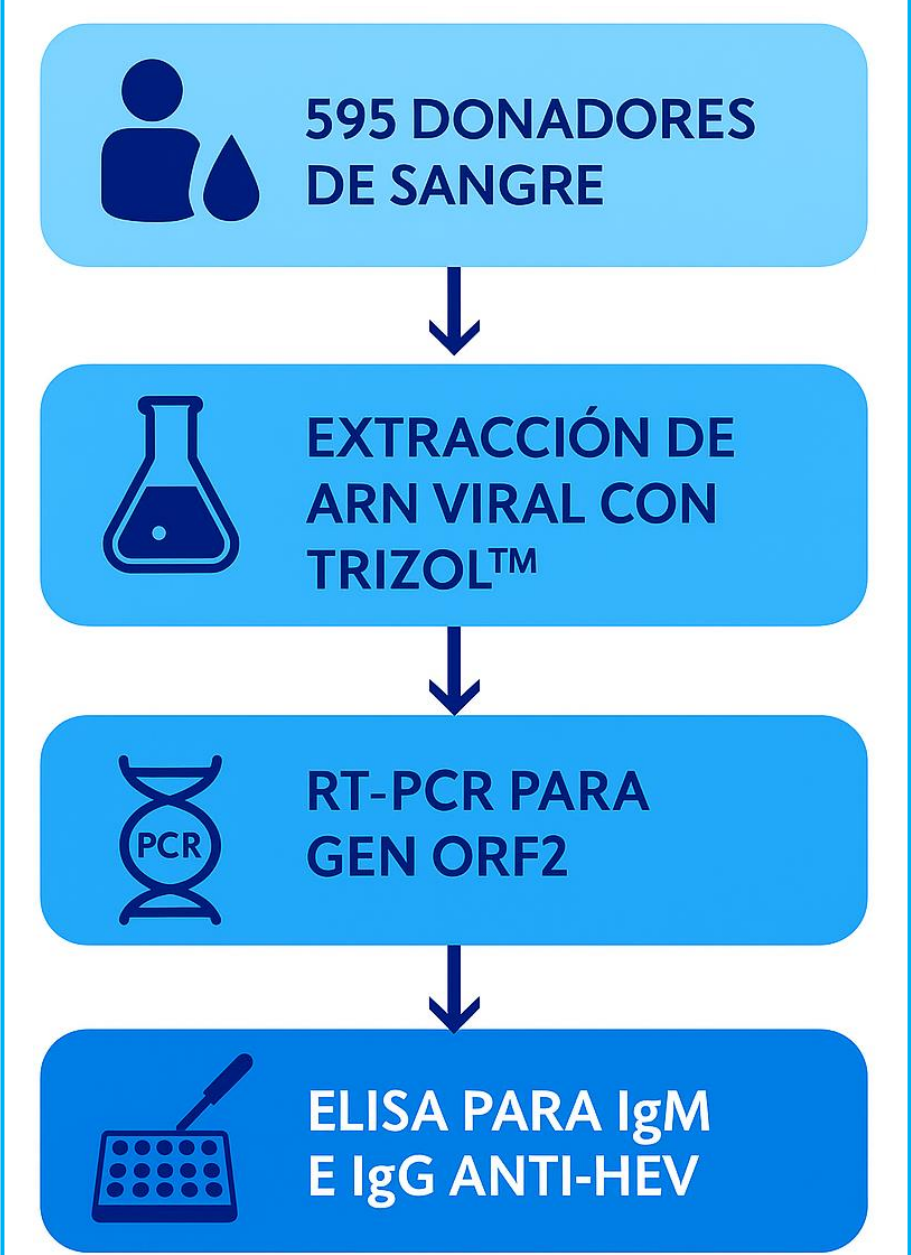 595 DONADORES
DE SANGRE
EXTRACCIÓN DE
ARN VIRAL CON
TRIZOL™
PCR
RT-PCR PARA
GEN ORF2
ELISA PARA IgM
E IgG ANTI-HEV